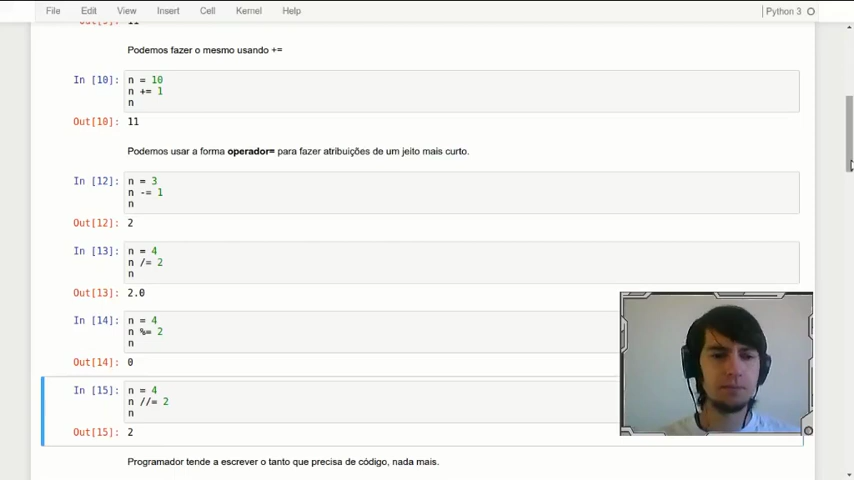 File Edit View Insert Cell Kernel Help Python 3
Podemos fazer o mesmo usando +=
In [10]: n = 10
n += 1
n
Out[10]: 11
Podemos usar a forma operador= para fazer atribuições de um jeito mais curto.
In [12]: n = 3
n -= 1
n
Out[12]: 2
In [13]: n = 4
n /= 2
n
Out[13]: 2.0
In [14]: n = 4
n %= 2
n
Out[14]: 0
In [15]: n = 4
n //= 2
n
Out[15]: 2
Programador tende a escrever o tanto que precisa de código, nada mais.